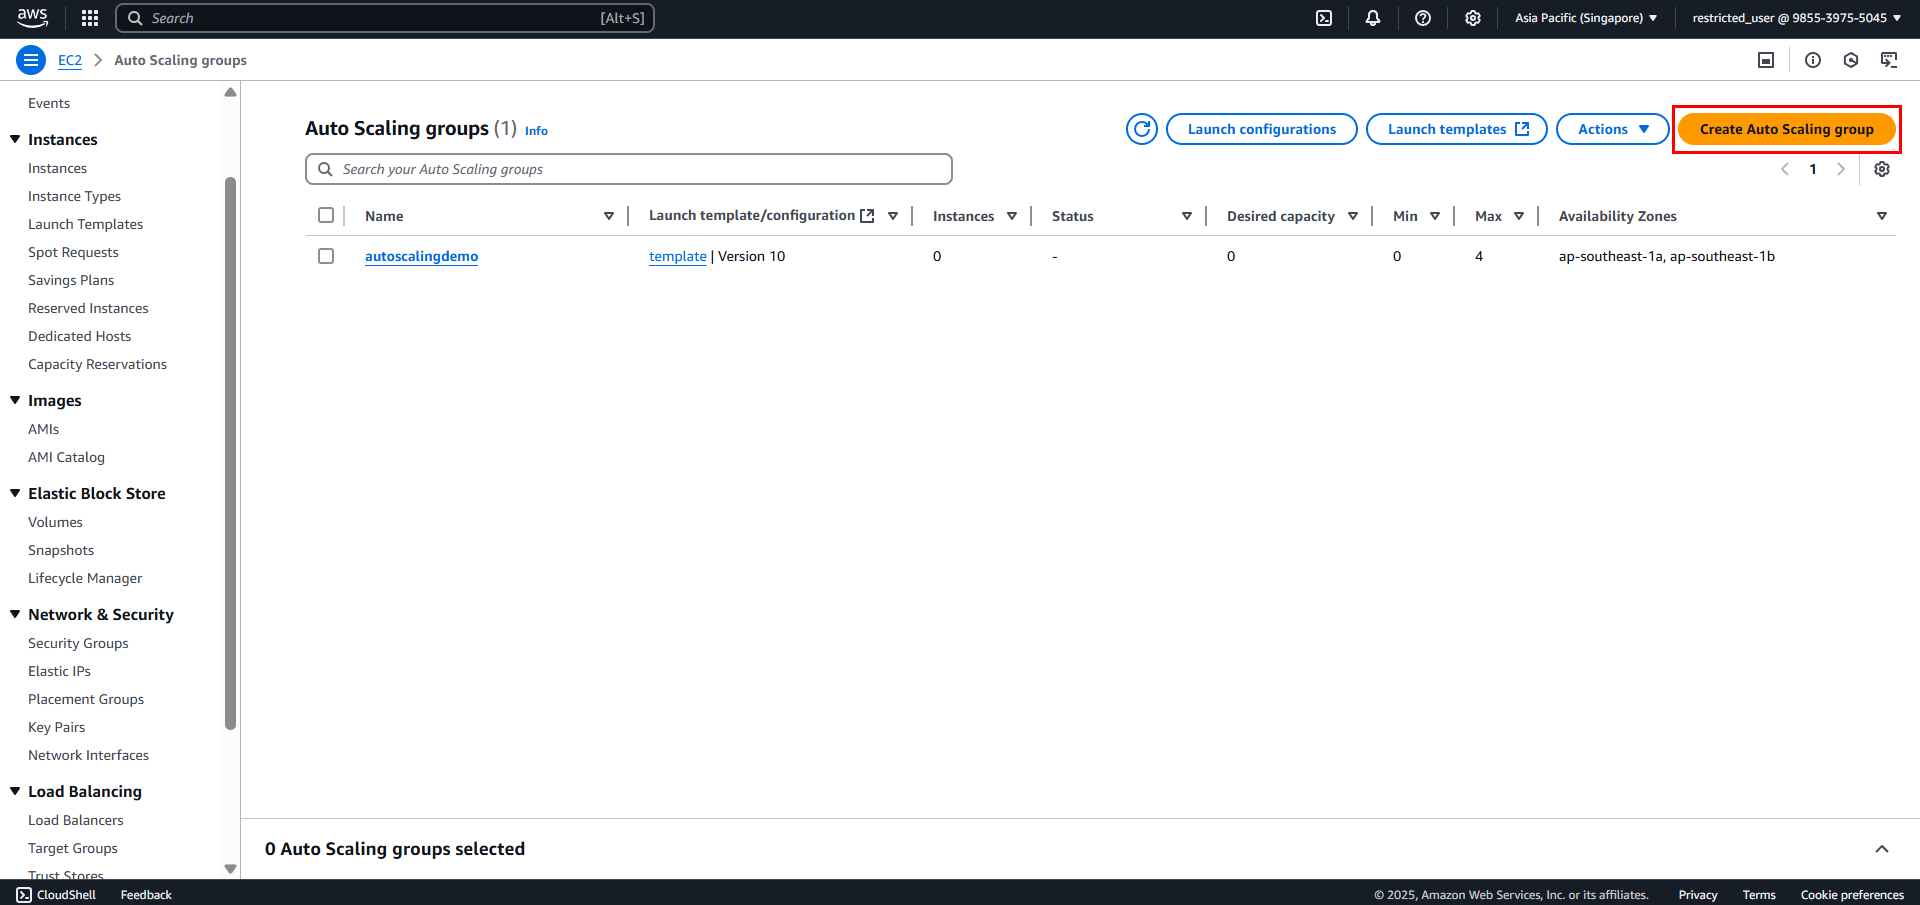 aws
Search [Alt+S]
Asia Pacific (Singapore)
restricted_user @ 9855-3975-5045
EC2
Auto Scaling groups
Events
Instances
Instances
Instance Types
Launch Templates
Spot Requests
Savings Plans
Reserved Instances
Dedicated Hosts
Capacity Reservations
Images
AMIs
AMI Catalog
Elastic Block Store
Volumes
Snapshots
Lifecycle Manager
Network & Security
Security Groups
Elastic IPs
Placement Groups
Key Pairs
Network Interfaces
Load Balancing
Load Balancers
Target Groups
Trust Stores
Auto Scaling groups (1) Info
Launch configurations
Launch templates
Actions
Create Auto Scaling group
Search your Auto Scaling groups
1
Name Launch template/configuration Instances Status Desired capacity Min Max Availability Zones
autoscalingdemo template | Version 10 0 - 0 0 4 ap-southeast-1a, ap-southeast-1b
0 Auto Scaling groups selected
CloudShell Feedback © 2025, Amazon Web Services, Inc. or its affiliates. Privacy Terms Cookie preferences